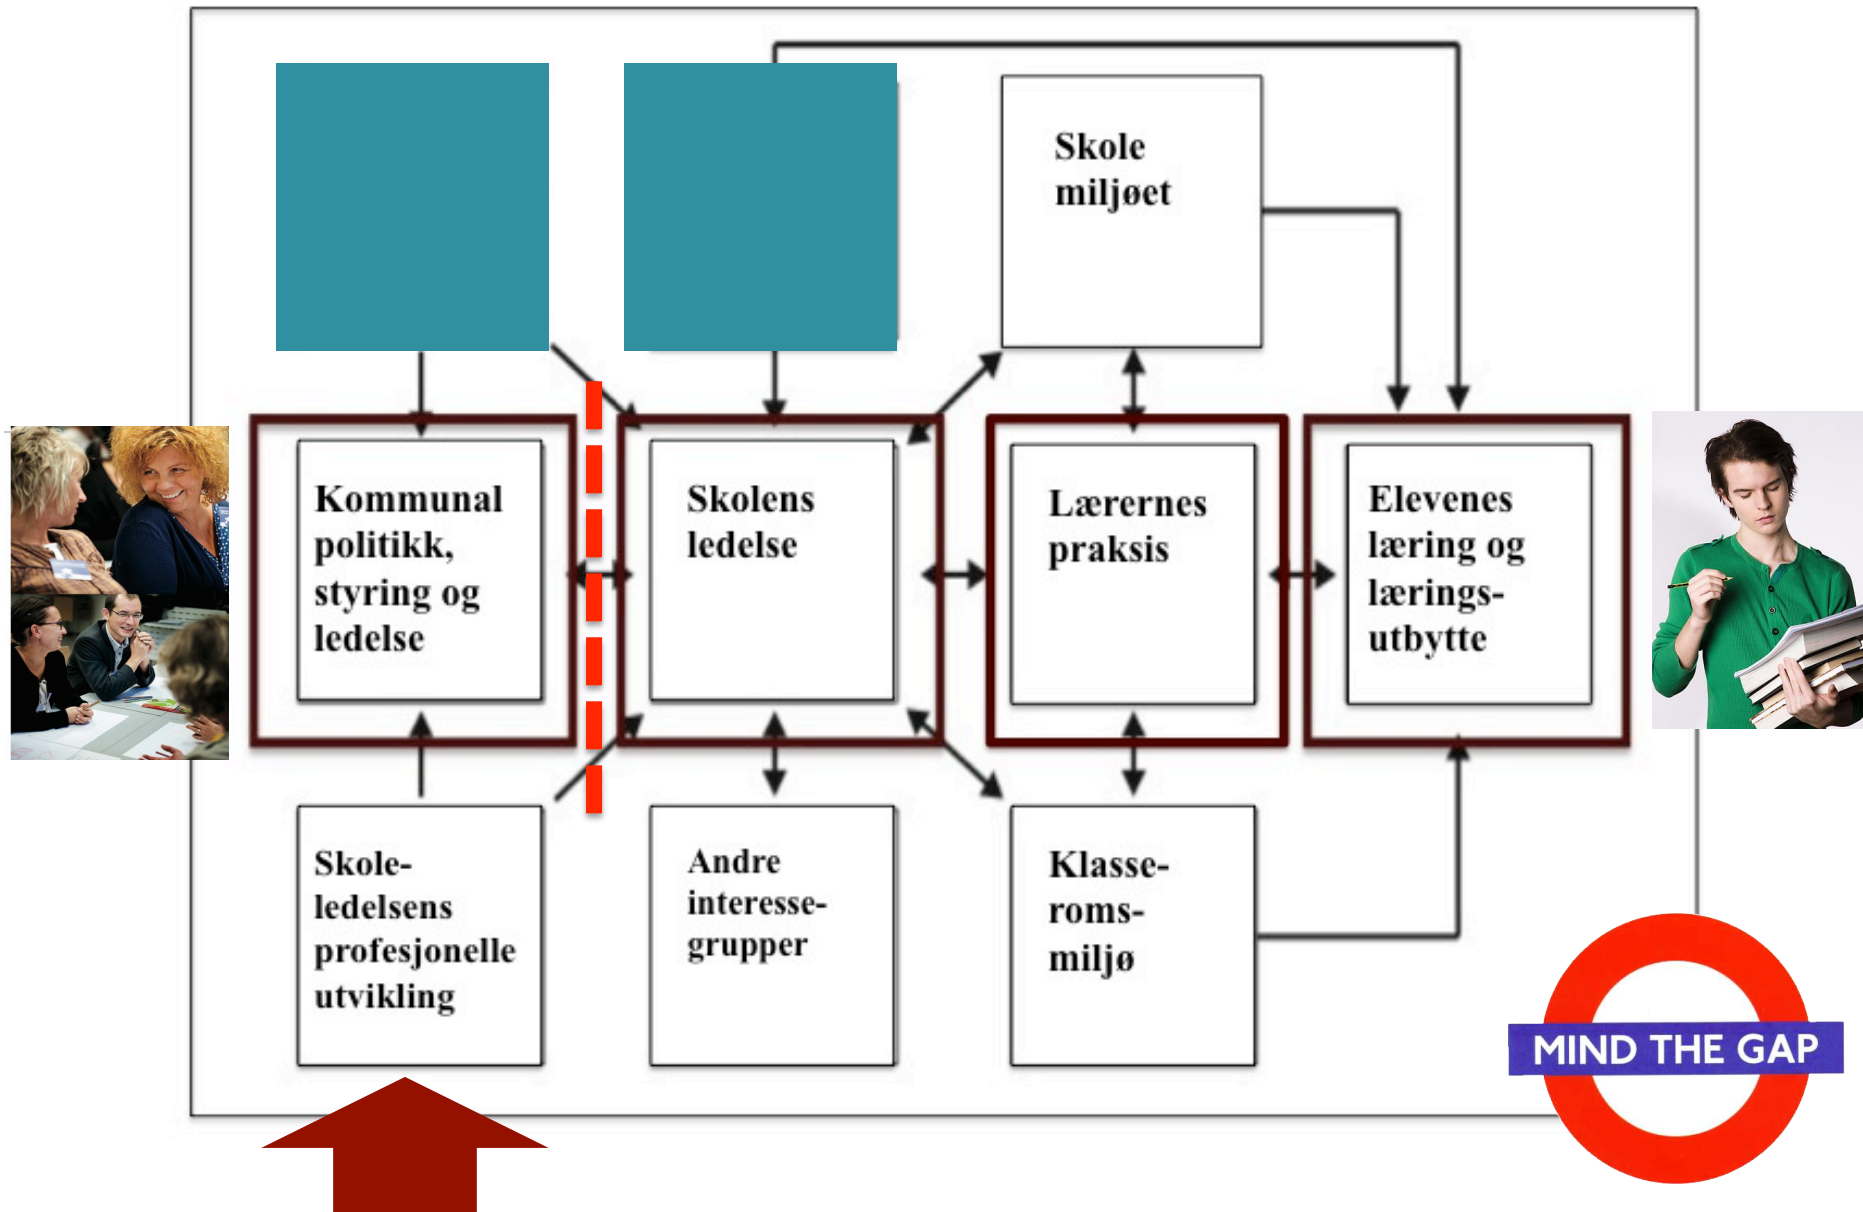 Skole
miljøet
Kommunal
politikk,
styring og
ledelse
Skolens
ledelse
Lærernes
praksis
Elevenes
læring og
lærings-
utbytte
Skole-
ledelsens
profesjonelle
utvikling
Andre
interesse-
grupper
Klasse-
roms-
miljø
MIND THE GAP